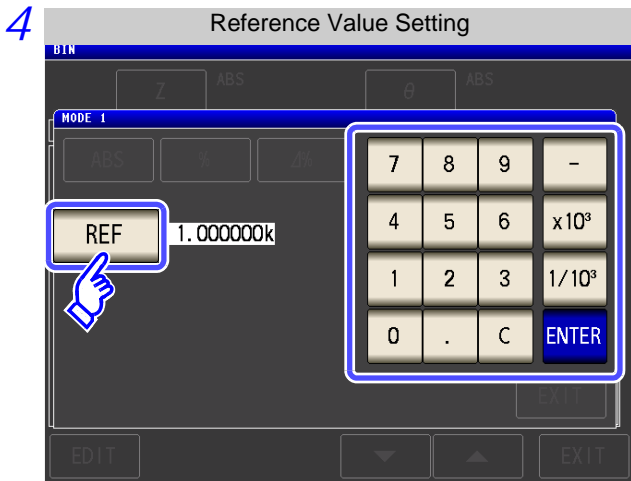 4 Reference Value Setting
BIN
Z ABS θ ABS
MODE 1
ABS % Δ%
7 8 9 -
REF 1.000000k
4 5 6 x10³
1 2 3 1/10³
0 . C ENTER
EXIT
EDIT ▼ ▲ EXIT